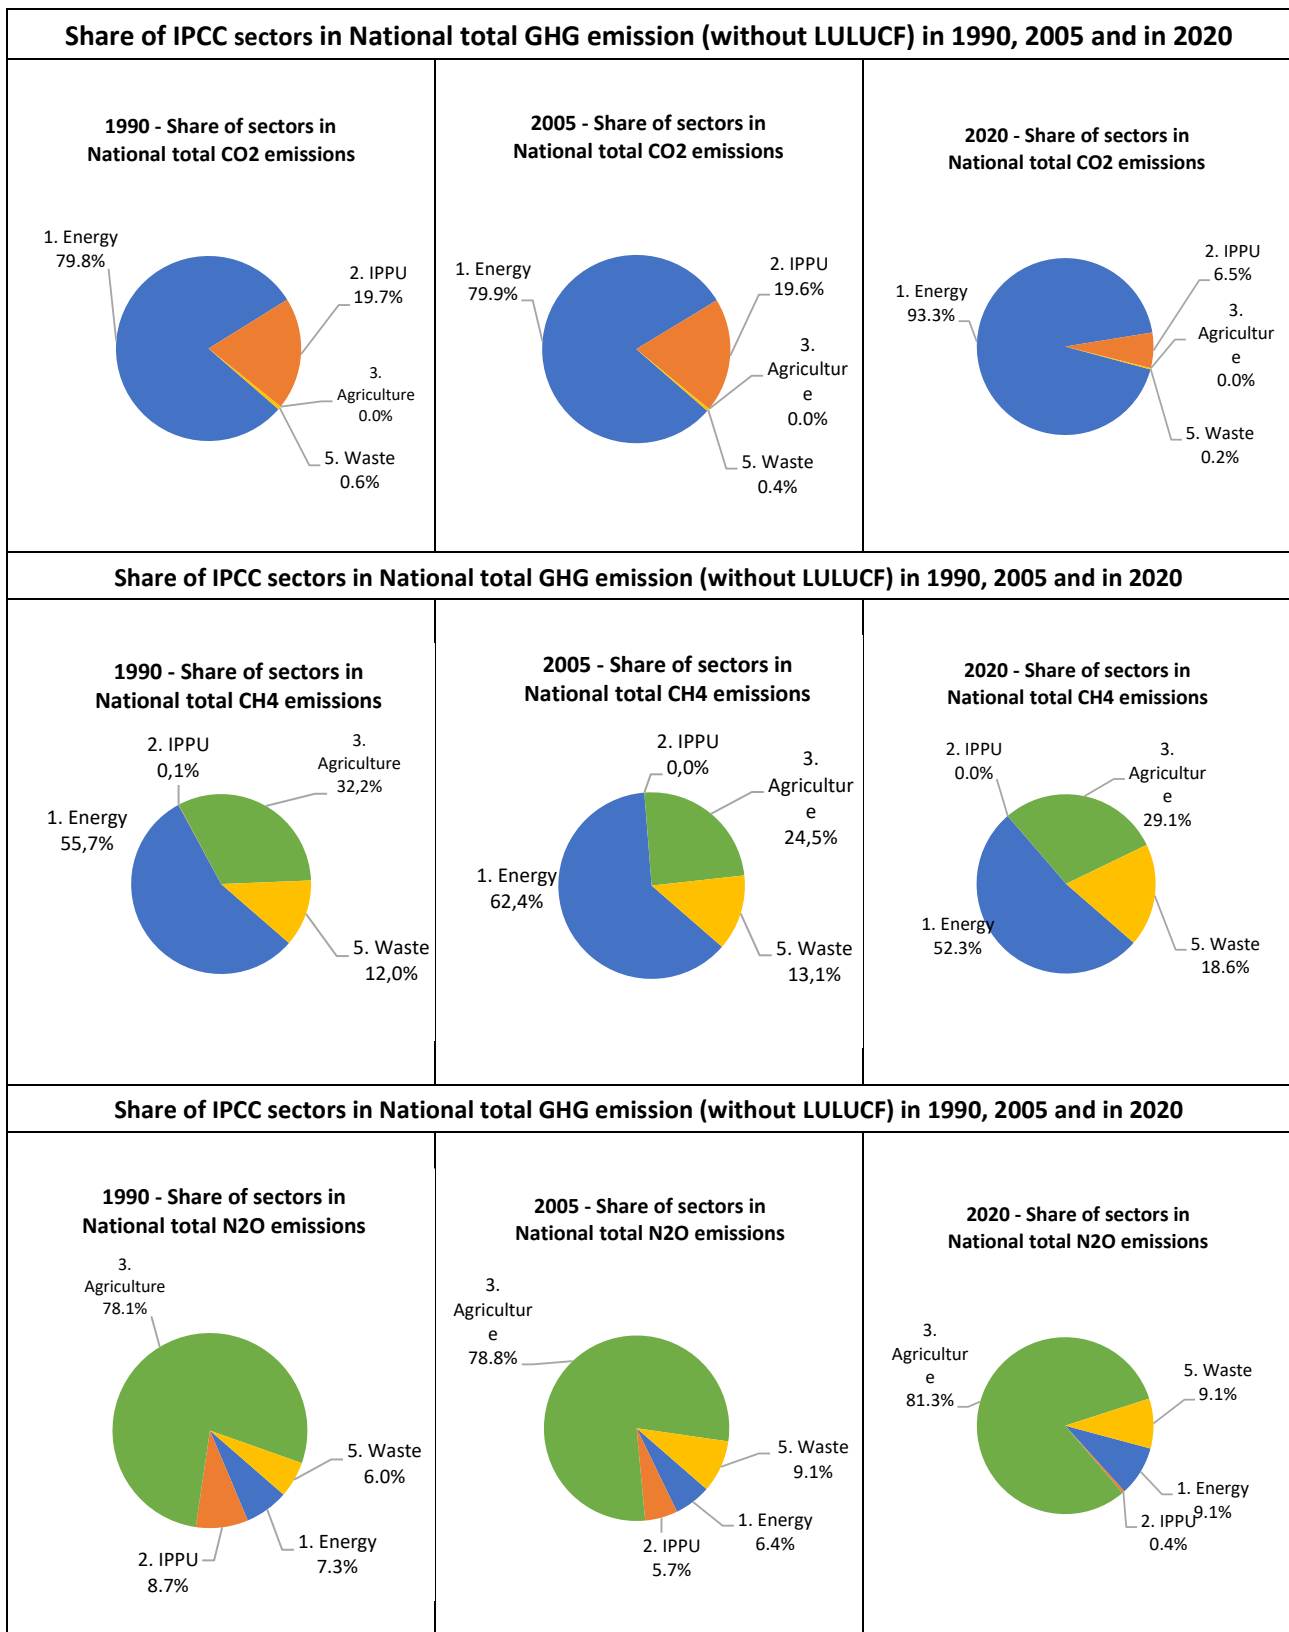 Share of IPCC sectors in National total GHG emission (without LULUCF) in 1990, 2005 and in 2020
1990 - Share of sectors in
National total CO2 emissions
1. Energy
79.8%
2. IPPU
19.7%
3.
Agriculture
0.0%
5. Waste
0.6%
2005 - Share of sectors in
National total CO2 emissions
1. Energy
79.9%
2. IPPU
19.6%
3.
Agricultur
e
0.0%
5. Waste
0.4%
2020 - Share of sectors in
National total CO2 emissions
1. Energy
93.3%
2. IPPU
6.5%
3.
Agricultur
e
0.0%
5. Waste
0.2%
Share of IPCC sectors in National total GHG emission (without LULUCF) in 1990, 2005 and in 2020
1990 - Share of sectors in
National total CH4 emissions
2. IPPU
0,1%
3.
Agriculture
32,2%
1. Energy
55,7%
5. Waste
12,0%
2005 - Share of sectors in
National total CH4 emissions
2. IPPU
0,0%
3.
Agricultur
e
24,5%
1. Energy
62,4%
5. Waste
13,1%
2020 - Share of sectors in
National total CH4 emissions
2. IPPU
0.0%
3.
Agricultur
e
29.1%
1. Energy
52.3%
5. Waste
18.6%
Share of IPCC sectors in National total GHG emission (without LULUCF) in 1990, 2005 and in 2020
1990 - Share of sectors in
National total N2O emissions
3.
Agriculture
78.1%
5. Waste
6.0%
1. Energy
7.3%
2. IPPU
8.7%
2005 - Share of sectors in
National total N2O emissions
3.
Agricultur
e
78.8%
5. Waste
9.1%
1. Energy
6.4%
2. IPPU
5.7%
2020 - Share of sectors in
National total N2O emissions
3.
Agricultur
e
81.3%
5. Waste
9.1%
1. Energy
9.1%
2. IPPU
0.4%